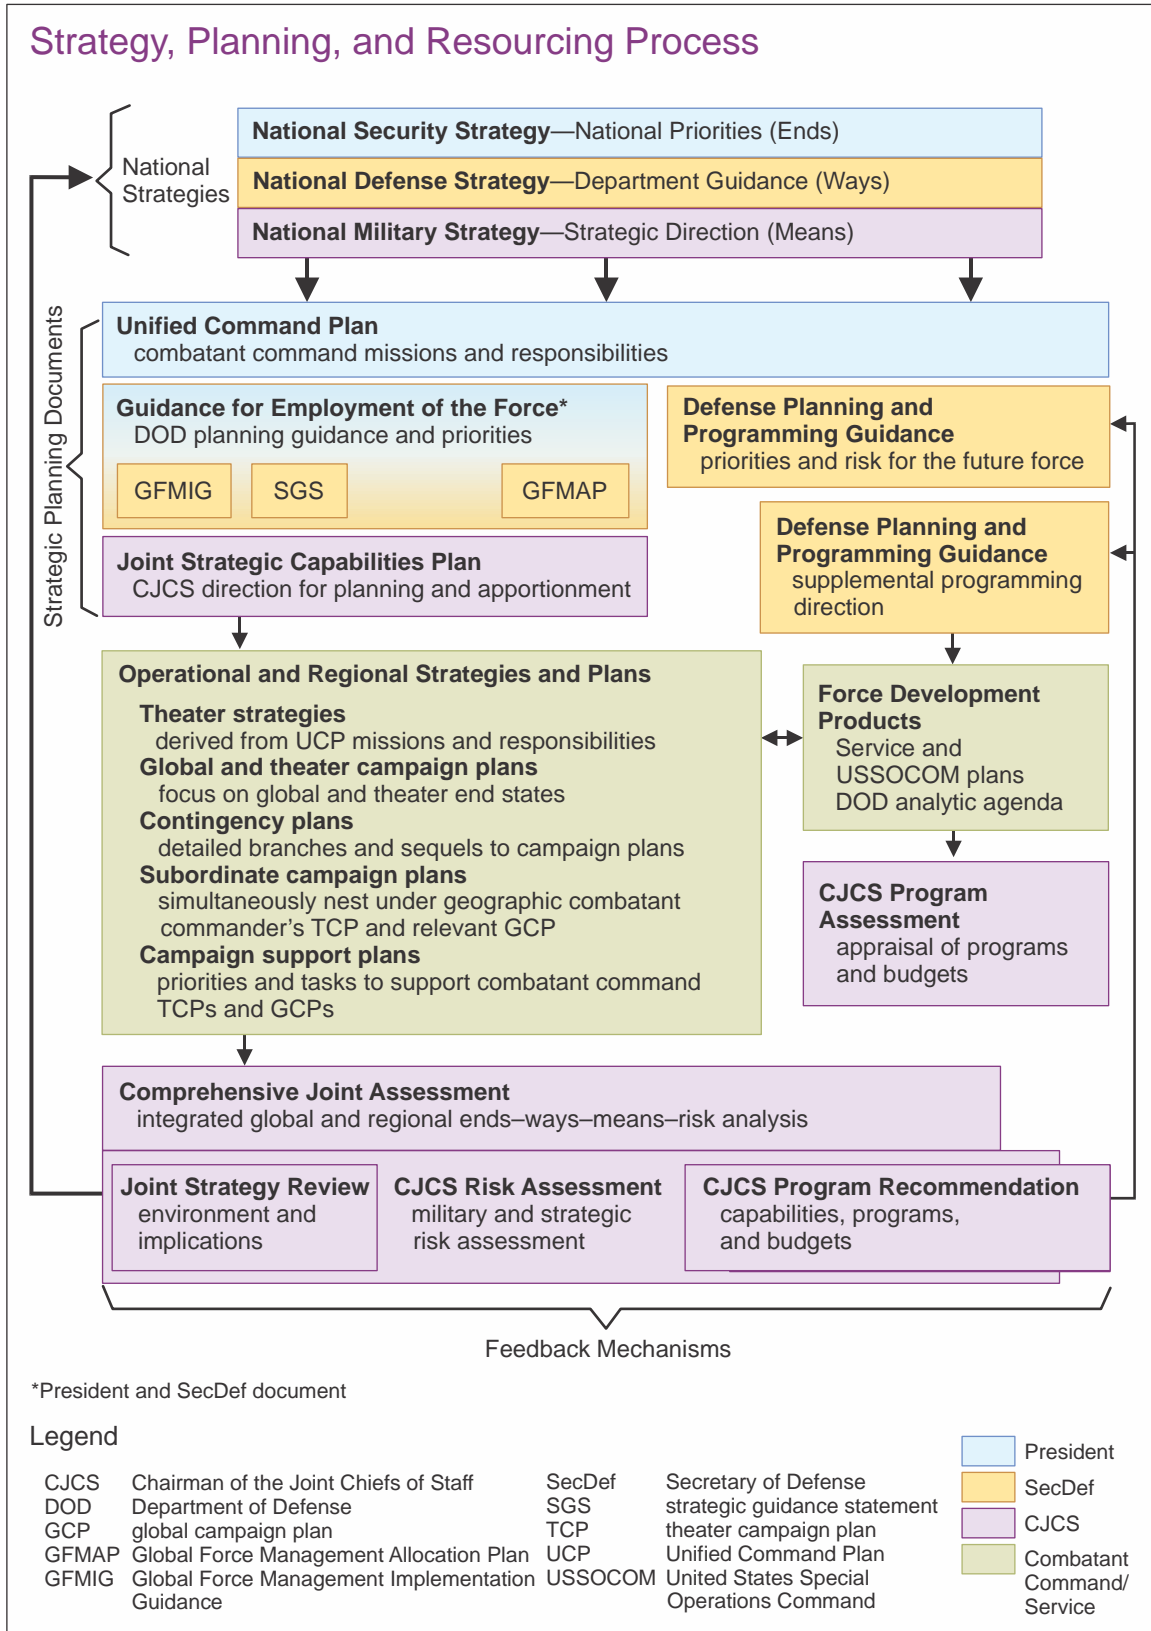 Strategy, Planning, and Resourcing Process
National Strategies
National Security Strategy—National Priorities (Ends)
National Defense Strategy—Department Guidance (Ways)
National Military Strategy—Strategic Direction (Means)
Strategic Planning Documents
Unified Command Plan
combatant command missions and responsibilities
Guidance for Employment of the Force*
DOD planning guidance and priorities
GFMIG
SGS
GFMAP
Joint Strategic Capabilities Plan
CJCS direction for planning and apportionment
Defense Planning and
Programming Guidance
priorities and risk for the future force
Defense Planning and
Programming Guidance
supplemental programming
direction
Operational and Regional Strategies and Plans
Theater strategies
derived from UCP missions and responsibilities
Global and theater campaign plans
focus on global and theater end states
Contingency plans
detailed branches and sequels to campaign plans
Subordinate campaign plans
simultaneously nest under geographic combatant
commander’s TCP and relevant GCP
Campaign support plans
priorities and tasks to support combatant command
TCPs and GCPs
Force Development
Products
Service and
USSOCOM plans
DOD analytic agenda
CJCS Program
Assessment
appraisal of programs
and budgets
Comprehensive Joint Assessment
integrated global and regional ends–ways–means–risk analysis
Joint Strategy Review
environment and
implications
CJCS Risk Assessment
military and strategic
risk assessment
CJCS Program Recommendation
capabilities, programs,
and budgets
Feedback Mechanisms
*President and SecDef document
Legend
CJCS Chairman of the Joint Chiefs of Staff
DOD Department of Defense
GCP global campaign plan
GFMAP Global Force Management Allocation Plan
GFMIG Global Force Management Implementation
Guidance
SecDef Secretary of Defense
SGS strategic guidance statement
TCP theater campaign plan
UCP Unified Command Plan
USSOCOM United States Special
Operations Command
President
SecDef
CJCS
Combatant
Command/
Service